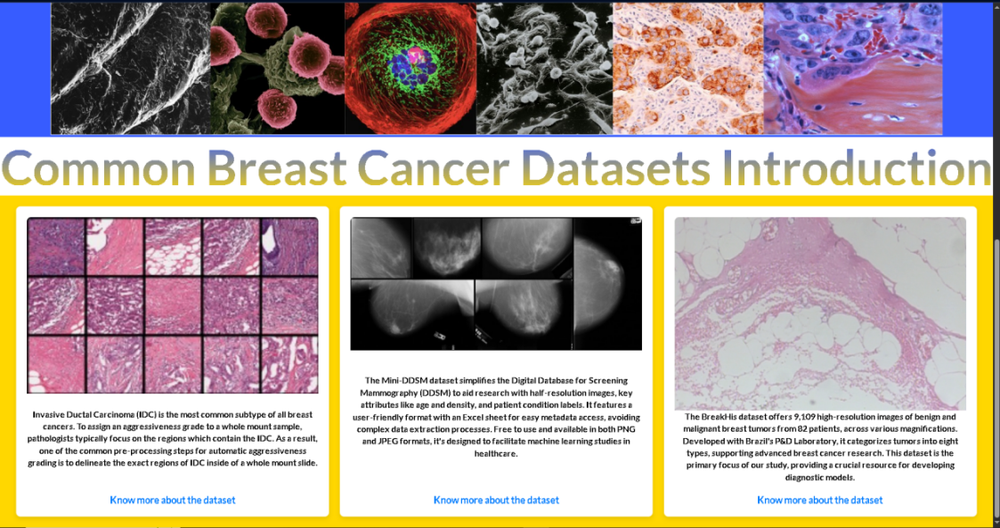 Common Breast Cancer Datasets Introduction
Invasive Ductal Carcinoma (IDC) is the most common subtype of all breast
cancers. To assign an aggressiveness grade to a whole mount sample,
pathologists typically focus on the regions which contain the IDC. As a result,
one of the common pre-processing steps for automatic aggressiveness
grading is to delineate the exact regions of IDC inside of a whole mount slide.
Know more about the dataset
The Mini-DDSM dataset simplifies the Digital Database for Screening
Mammography (DDSM) to aid research with half-resolution images, key
attributes like age and density, and patient condition labels. It features a
user-friendly format with an Excel sheet for easy metadata access, avoiding
complex data extraction processes. Free to use and available in both PNG
and JPEG formats, it's designed to facilitate machine learning studies in
healthcare.
Know more about the dataset
The BreakHis dataset offers 9,109 high-resolution images of benign and
malignant breast tumors from 82 patients, across various magnifications.
Developed with Brazil's P&D Laboratory, it categorizes tumors into eight
types, supporting advanced breast cancer research. This dataset is the
primary focus of our study, providing a crucial resource for developing
diagnostic models.
Know more about the dataset